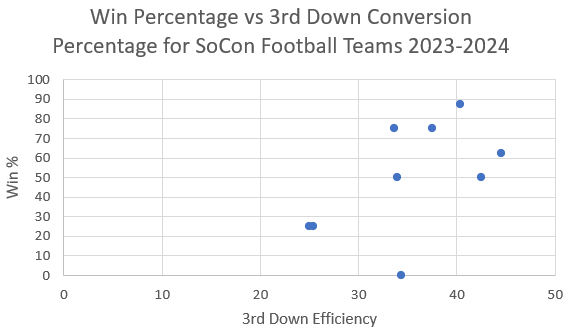 Win Percentage vs 3rd Down Conversion
Percentage for SoCon Football Teams 2023-2024
100
90
80
70
60
50
40
30
20
10
0
Win %
0 10 20 30 40 50
3rd Down Efficiency